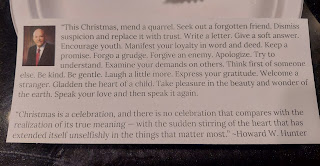 "This Christmas, mend a quarrel. Seek out a forgotten friend. Dismiss
suspicion and replace it with trust. Write a letter. Give a soft answer.
Encourage youth. Manifest your loyalty in word and deed. Keep a
promise. Forgo a grudge. Forgive an enemy. Apologize. Try to
understand. Examine your demands on others. Think first of someone
else. Be kind. Be gentle. Laugh a little more. Express your gratitude. Welcome a
stranger. Gladden the heart of a child. Take pleasure in the beauty and wonder of
the earth. Speak your love and then speak it again.
"Christmas is a celebration, and there is no celebration that compares with the
realization of its true meaning — with the sudden stirring of the heart that has
extended itself unselfishly in the things that matter most." ~Howard W. Hunter